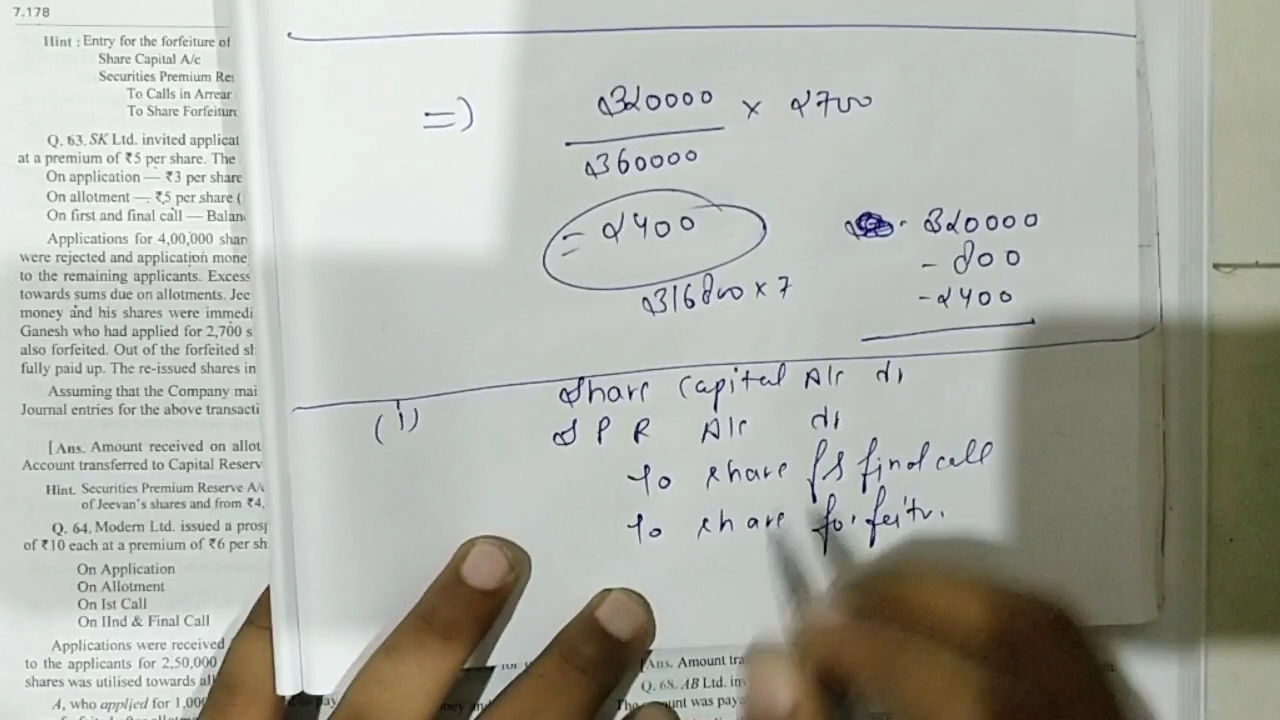 7.178
Hint : Entry for the forfeiture of
Share Capital A/c
Securities Premium Res
To Calls in Arrear
To Share Forfeiture
Q. 63. SK Ltd. invited applicat
at a premium of ₹5 per share. The
On application — ₹3 per share
On allotment — ₹5 per share (
On first and final call — Balan
Applications for 4,00,000 shar
were rejected and application mone
to the remaining applicants. Excess
towards sums due on allotments. Jee
money and his shares were immedi
Ganesh who had applied for 2,700 s
also forfeited. Out of the forfeited sh
fully paid up. The re-issued shares in
Assuming that the Company mai
Journal entries for the above transacti
[Ans. Amount received on allot
Account transferred to Capital Reserv
Hint. Securities Premium Reserve A/c
of Jeevan's shares and from ₹4,
Q. 64. Modern Ltd. issued a prosp
of ₹10 each at a premium of ₹6 per sh
On Application
On Allotment
On Ist Call
On IInd & Final Call
Applications were received
to the applicants for 2,50,000
shares was utilised towards all
A, who applied for 1,00
=) 320000 × 2700
360000
= 2400
316800 × 7
320000
- 800
- 2400
(i) Share Capital A/c dr
S P R A/c dr
To share f&final call
To share forfeitr.
[Ans. Amount tra
Q. 68. AB Ltd. inv